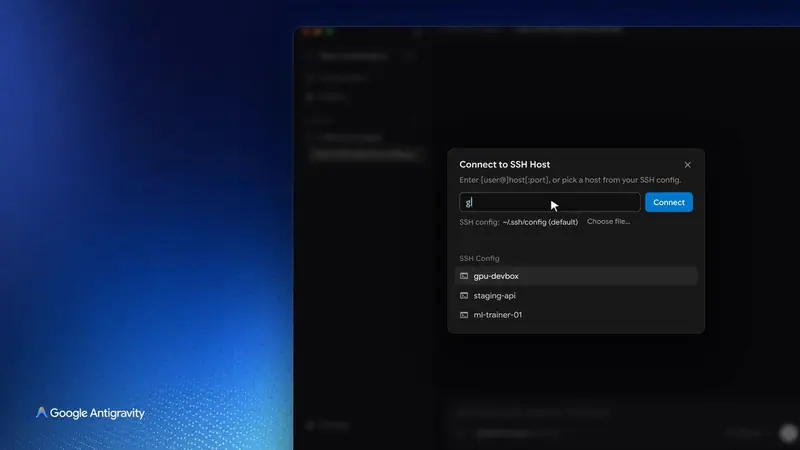 Connect to SSH Host
Enter [user@]host[:port], or pick a host from your SSH config.
g
Connect
SSH config: ~/.ssh/config (default) Choose file...
SSH Config
gpu-devbox
staging-api
ml-trainer-01
Google Antigravity